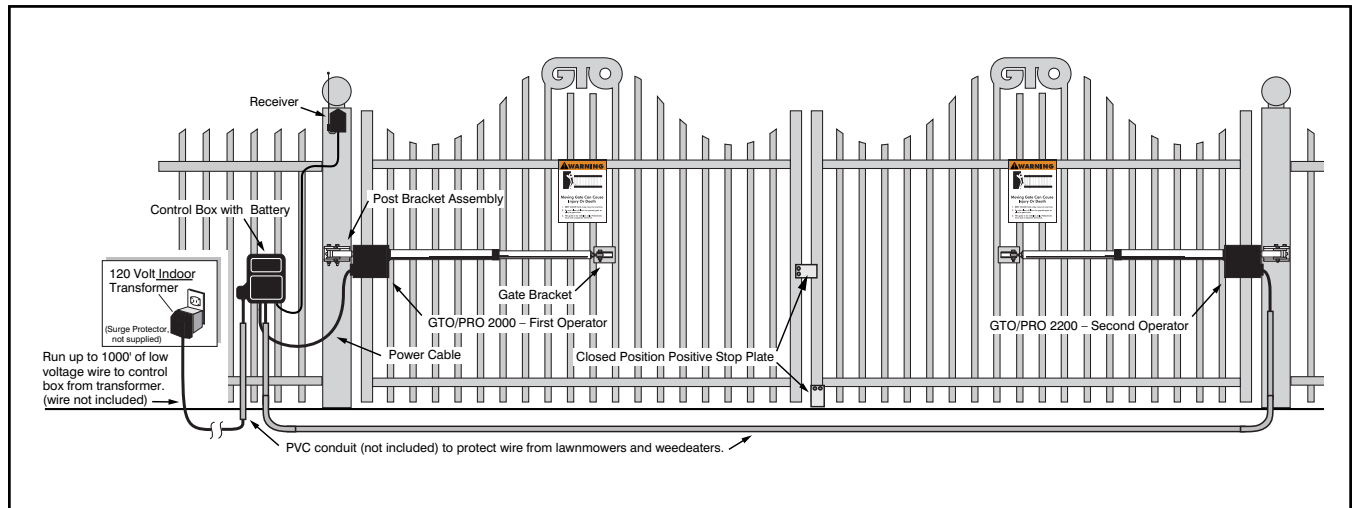 GTO
GTO
Receiver
WARNING
Moving Gate Can Cause
Injury Or Death
WARNING
Moving Gate Can Cause
Injury Or Death
Post Bracket Assembly
Control Box with Battery
120 Volt Indoor
Transformer
(Surge Protector,
not supplied)
Gate Bracket
GTO/PRO 2000 – First Operator
GTO/PRO 2200 – Second Operator
Power Cable
Closed Position Positive Stop Plate
Run up to 1000' of low
voltage wire to control
box from transformer.
(wire not included)
PVC conduit (not included) to protect wire from lawnmowers and weedeaters.